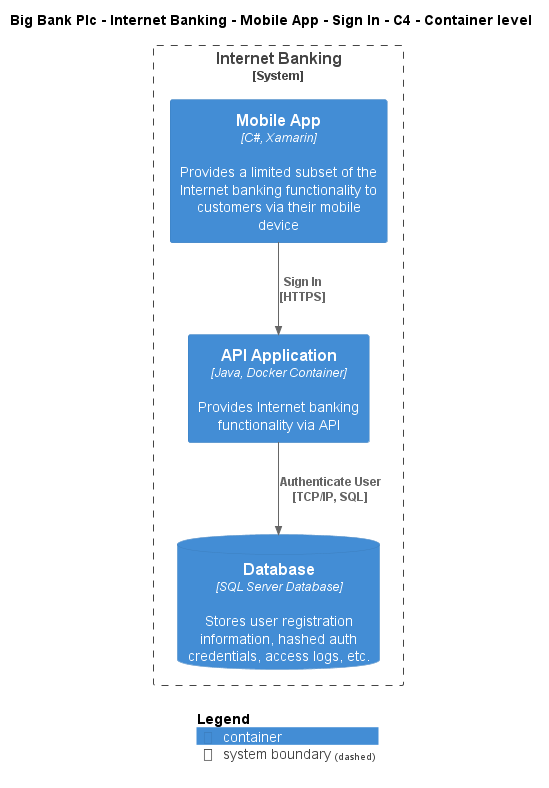 Big Bank Plc - Internet Banking - Mobile App - Sign In - C4 - Container level
Internet Banking
[System]
Mobile App
[C#, Xamarin]
Provides a limited subset of the
Internet banking functionality to
customers via their mobile
device
Sign In
[HTTPS]
API Application
[Java, Docker Container]
Provides Internet banking
functionality via API
Authenticate User
[TCP/IP, SQL]
Database
[SQL Server Database]
Stores user registration
information, hashed auth
credentials, access logs, etc.
Legend
container
system boundary (dashed)